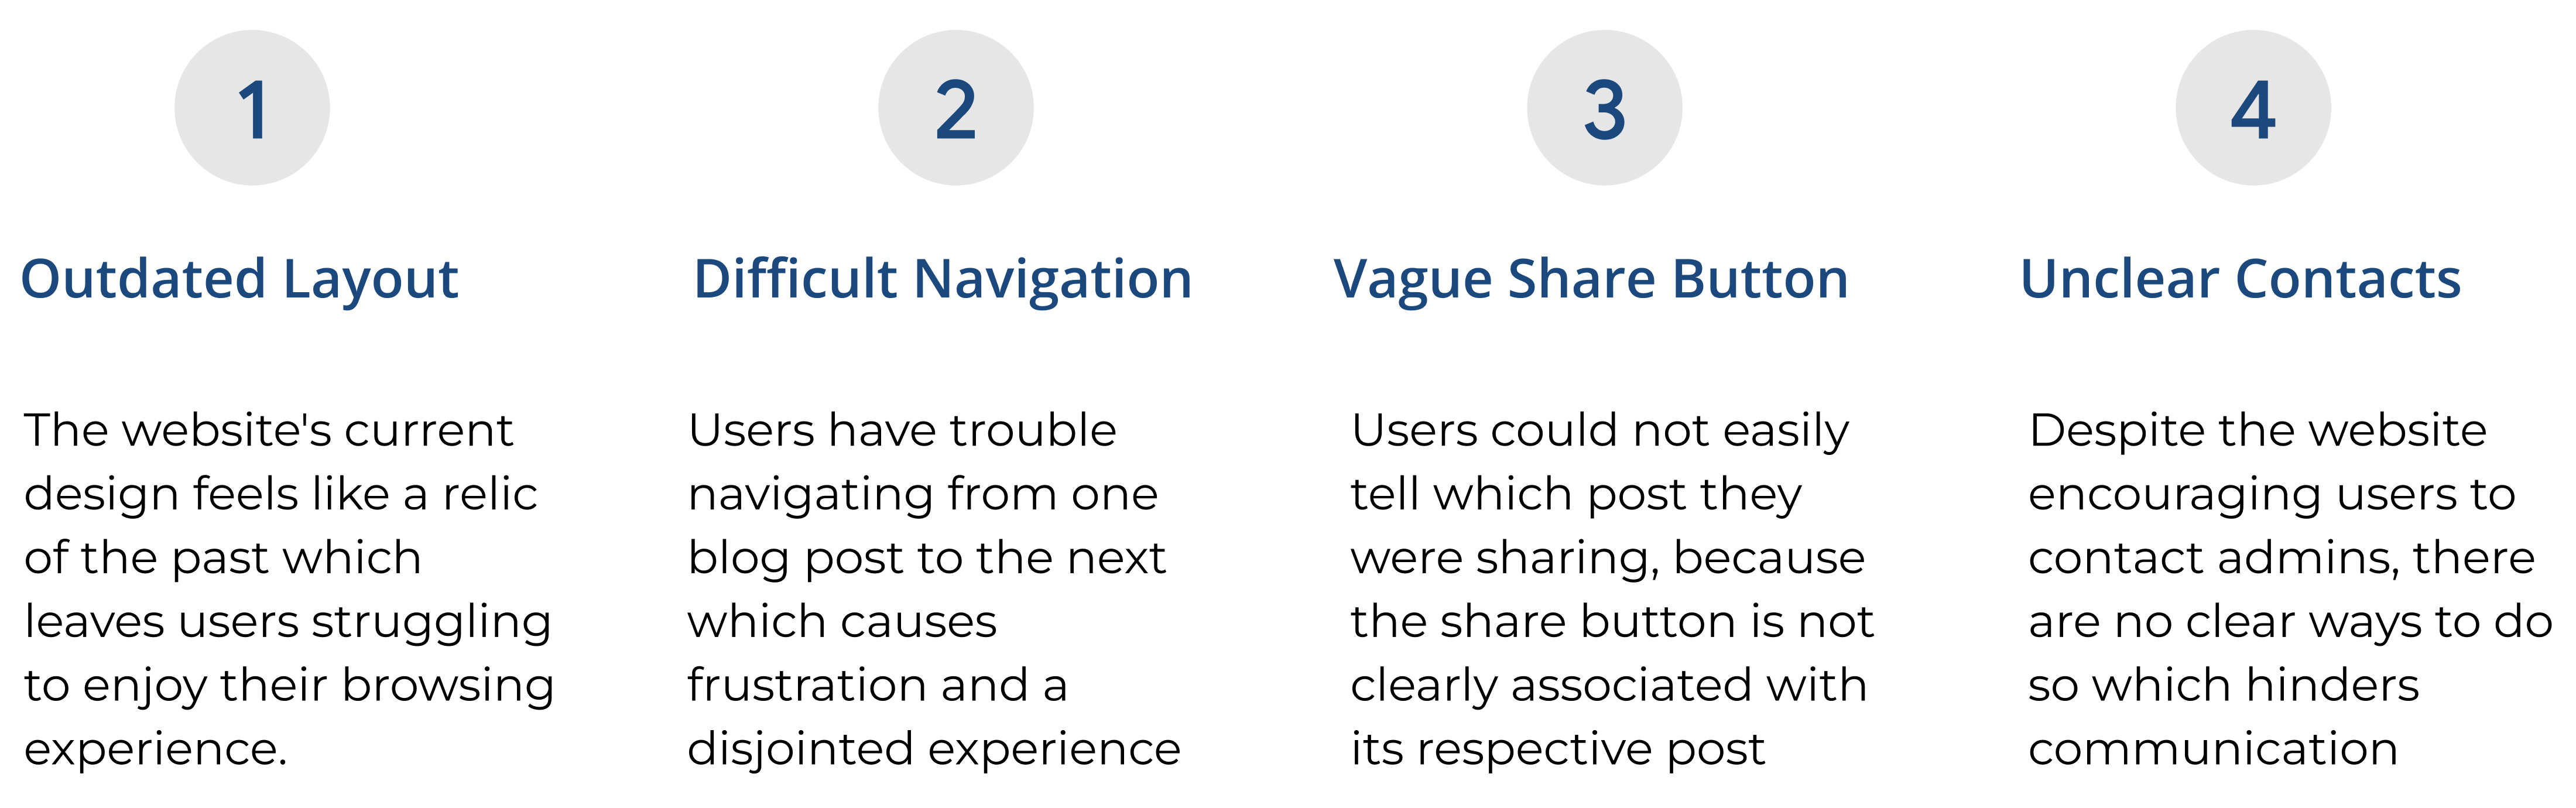 1
Outdated Layout
The website's current
design feels like a relic
of the past which
leaves users struggling
to enjoy their browsing
experience.
2
Difficult Navigation
Users have trouble
navigating from one
blog post to the next
which causes
frustration and a
disjointed experience
3
Vague Share Button
Users could not easily
tell which post they
were sharing, because
the share button is not
clearly associated with
its respective post
4
Unclear Contacts
Despite the website
encouraging users to
contact admins, there
are no clear ways to do
so which hinders
communication